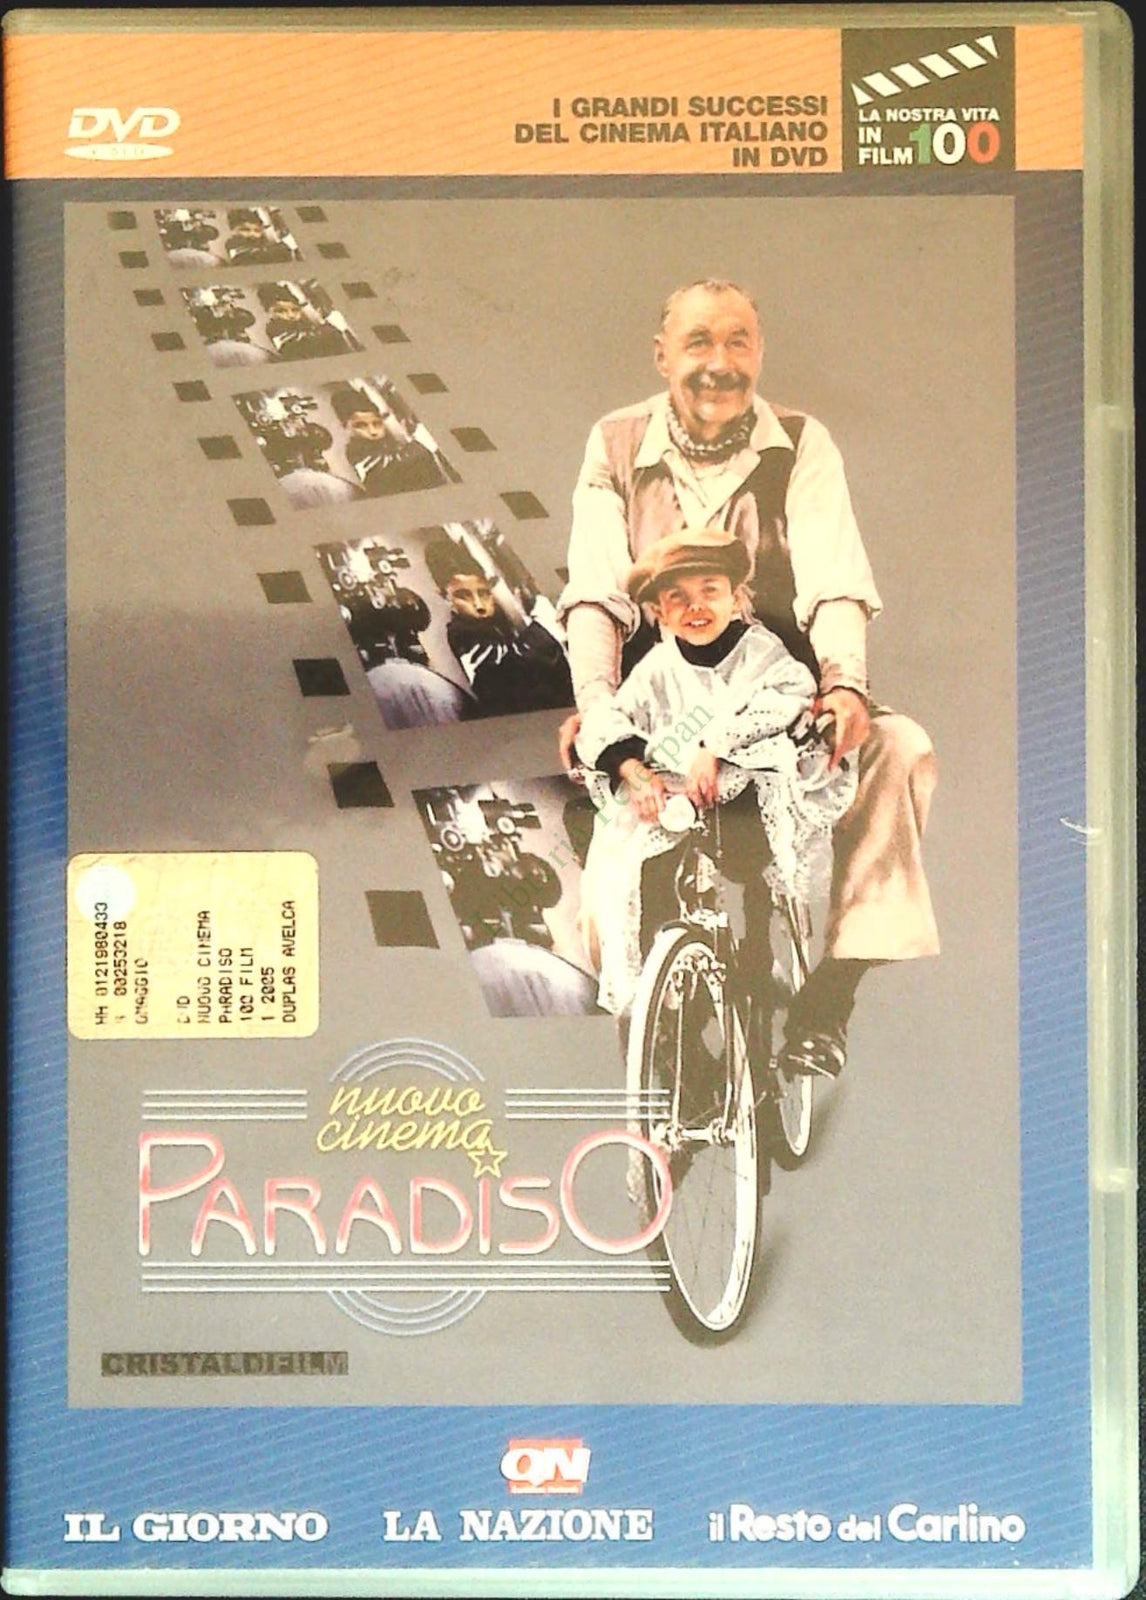 DVD
VIDEO
I GRANDI SUCCESSI
DEL CINEMA ITALIANO
IN DVD
LA NOSTRA VITA
IN
FILM 100
HH 0121980433
00253218
OMAGGIO
DVD
NUOVO CINEMA
PARADISO
100 FILM
1 2005
DUPLAS AVELCA
nuovo
cinema
PARADISO
CRISTALDIFILM
QN
IL GIORNO
LA NAZIONE
il Resto del Carlino